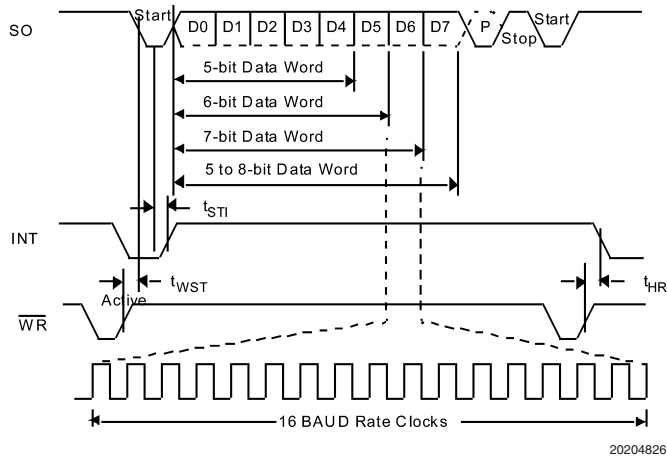 Start
SO D0 D1 D2 D3 D4 D5 D6 D7 P Stop Start
5-bit Data Word
6-bit Data Word
7-bit Data Word
5 to 8-bit Data Word
tSTI
INT
tWST
tHR
Active
WR
16 BAUD Rate Clocks
20204826